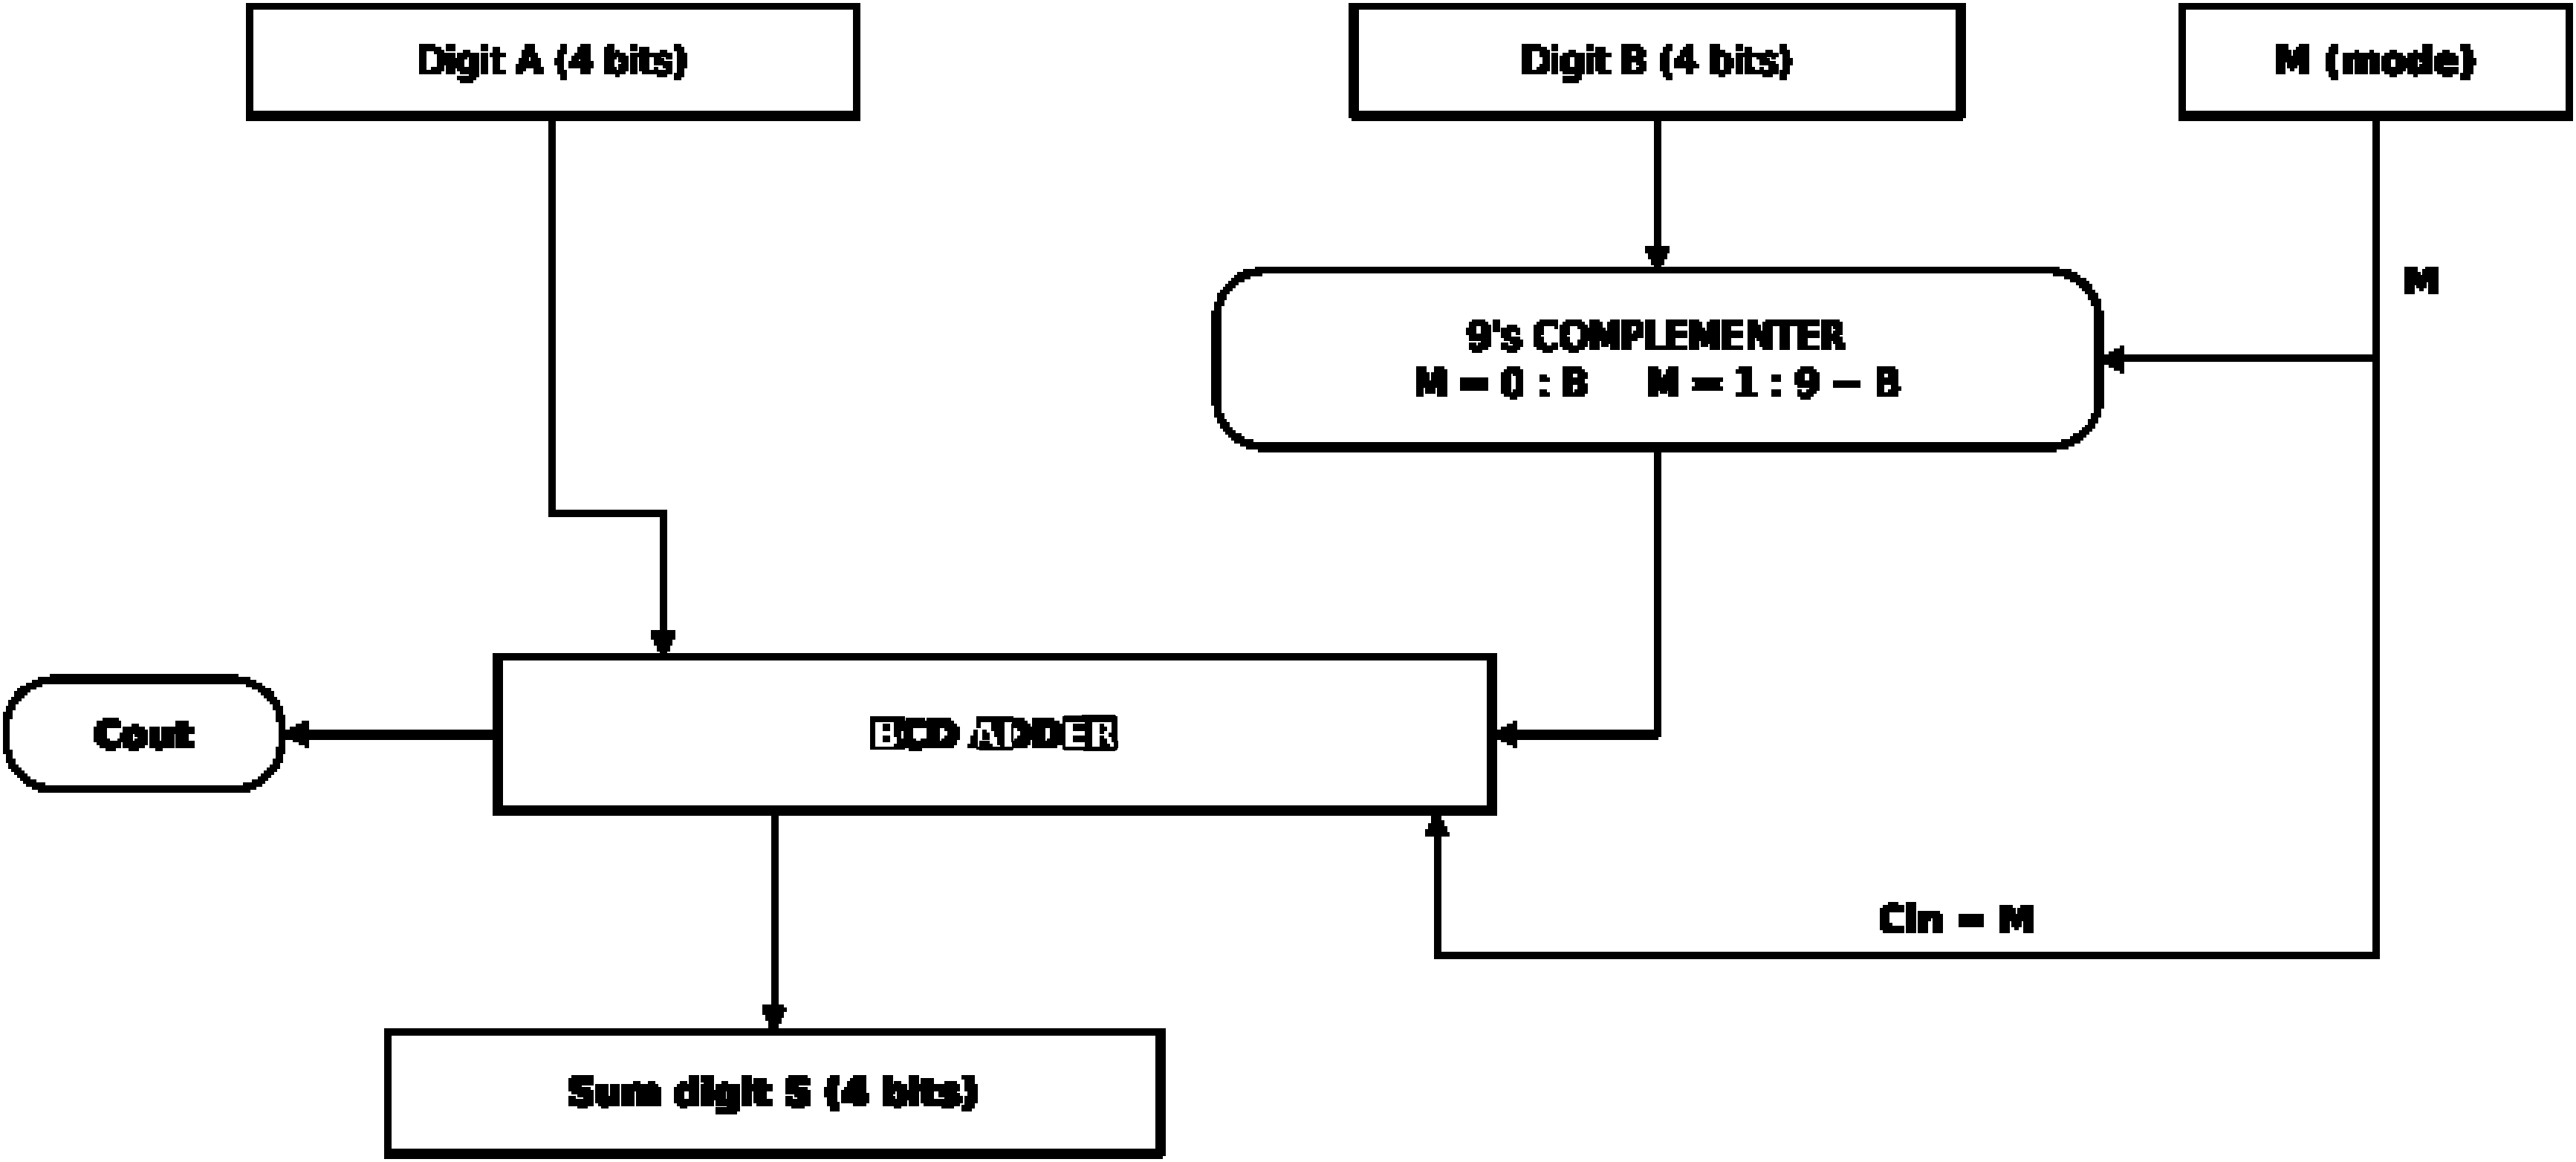 Digit A (4 bits)
Digit B (4 bits)
M (mode)
M
9's COMPLEMENTER
M = 0 : B M = 1 : 9 − B
Cout
BCD ADDER
Cin = M
Sum digit S (4 bits)